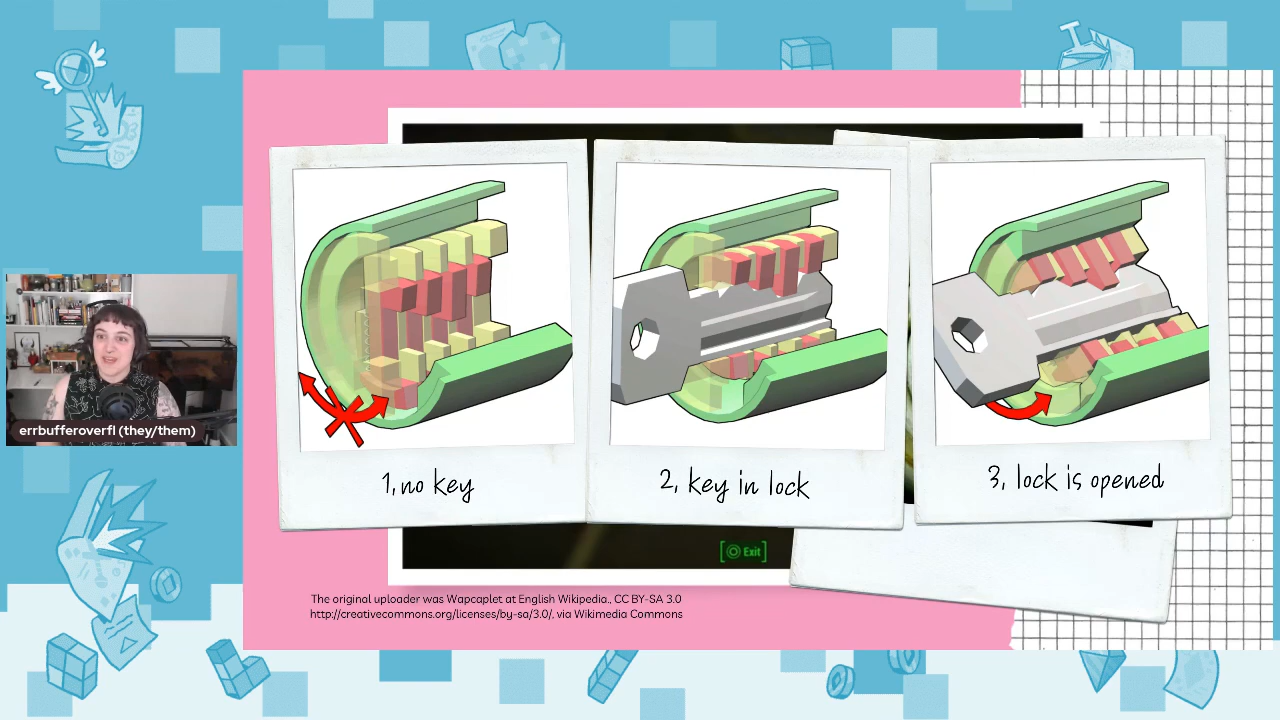 errbufferoverfl (they/them)
1, no key
2, key in lock
3, lock is opened
Exit
The original uploader was Wapcaplet at English Wikipedia., CC BY-SA 3.0
http://creativecommons.org/licenses/by-sa/3.0/, via Wikimedia Commons